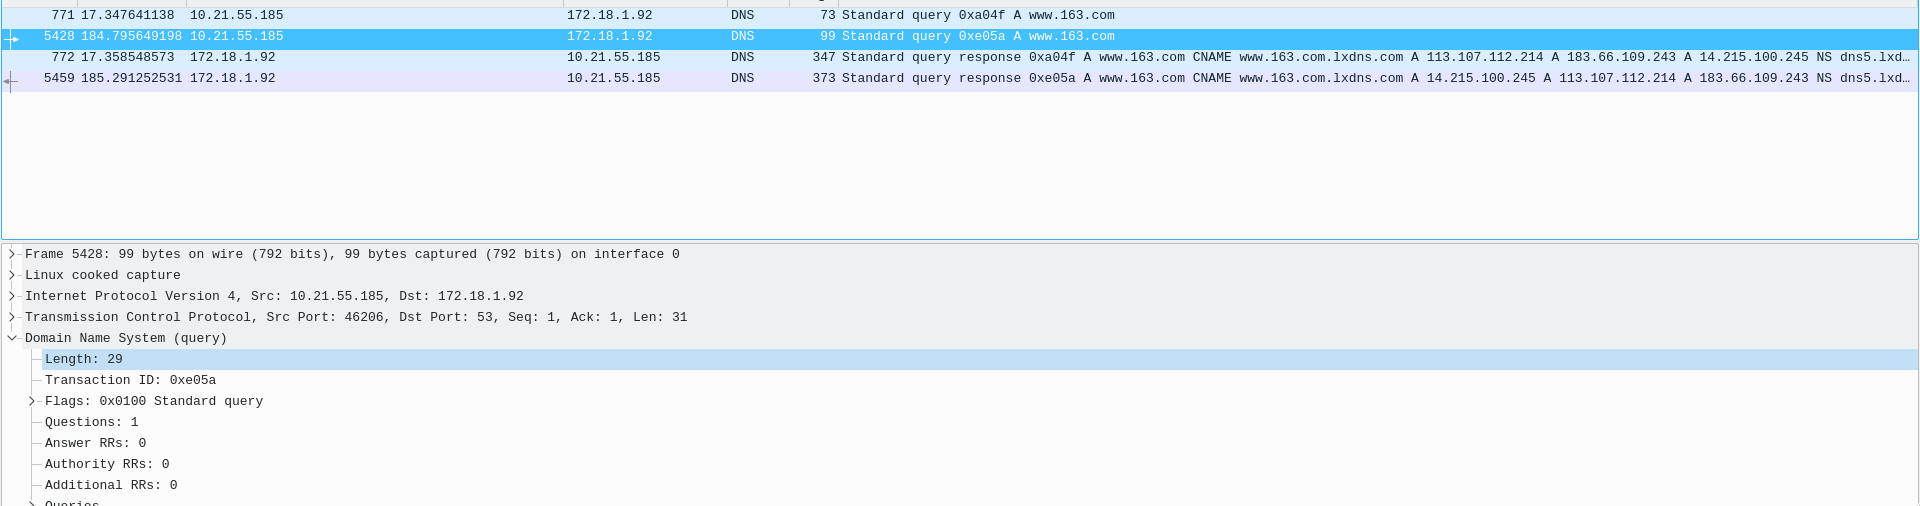 771 17.347641138 10.21.55.185 172.18.1.92 DNS 73 Standard query 0xa04f A www.163.com
5428 184.795649198 10.21.55.185 172.18.1.92 DNS 99 Standard query 0xe05a A www.163.com
772 17.358548573 172.18.1.92 10.21.55.185 DNS 347 Standard query response 0xa04f A www.163.com CNAME www.163.com.lxdns.com A 113.107.112.214 A 183.66.109.243 A 14.215.100.245 NS dns5.lxd…
5459 185.291252531 172.18.1.92 10.21.55.185 DNS 373 Standard query response 0xe05a A www.163.com CNAME www.163.com.lxdns.com A 14.215.100.245 A 113.107.112.214 A 183.66.109.243 NS dns5.lxd…
Frame 5428: 99 bytes on wire (792 bits), 99 bytes captured (792 bits) on interface 0
Linux cooked capture
Internet Protocol Version 4, Src: 10.21.55.185, Dst: 172.18.1.92
Transmission Control Protocol, Src Port: 46206, Dst Port: 53, Seq: 1, Ack: 1, Len: 31
Domain Name System (query)
Length: 29
Transaction ID: 0xe05a
Flags: 0x0100 Standard query
Questions: 1
Answer RRs: 0
Authority RRs: 0
Additional RRs: 0
Queries